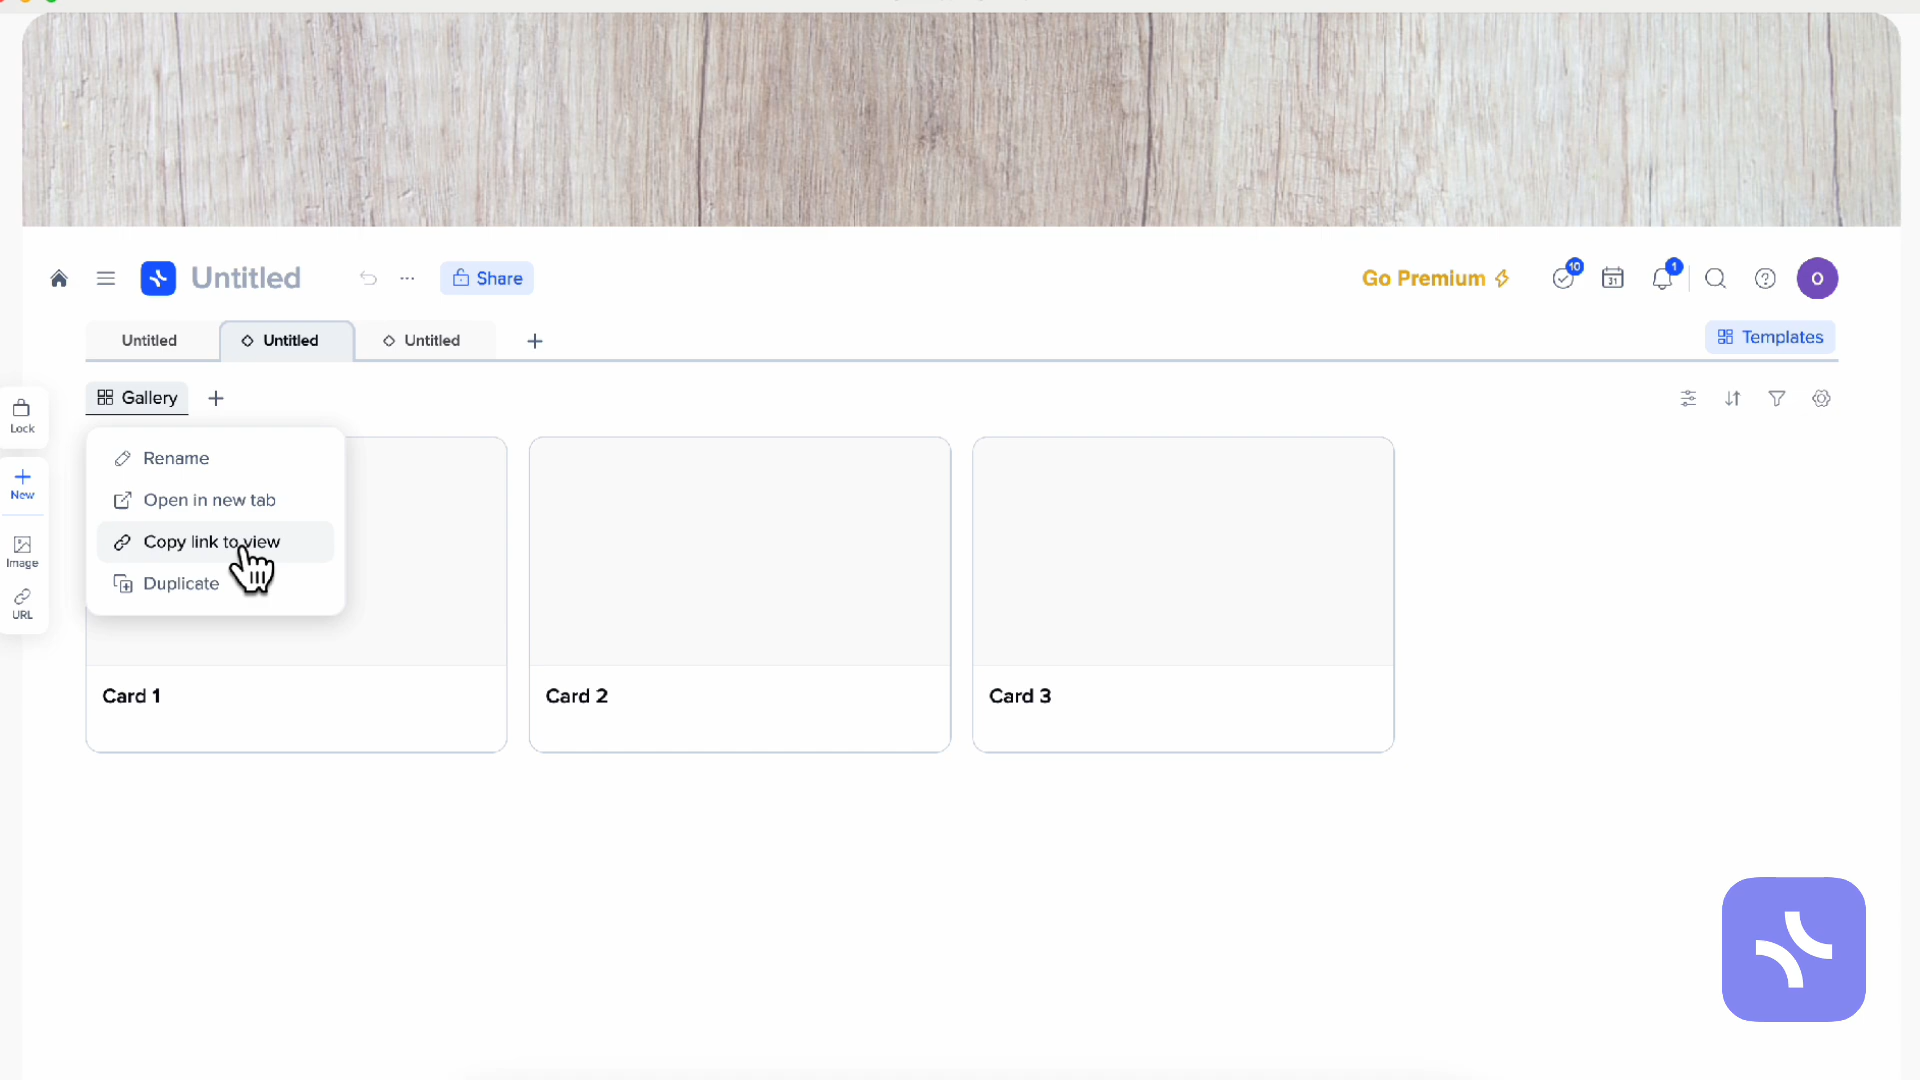 Untitled
Share
Go Premium
10
31
1
O
Untitled
Untitled
Untitled
Templates
Gallery
Lock
New
Image
URL
Rename
Open in new tab
Copy link to view
Duplicate
Card 1
Card 2
Card 3